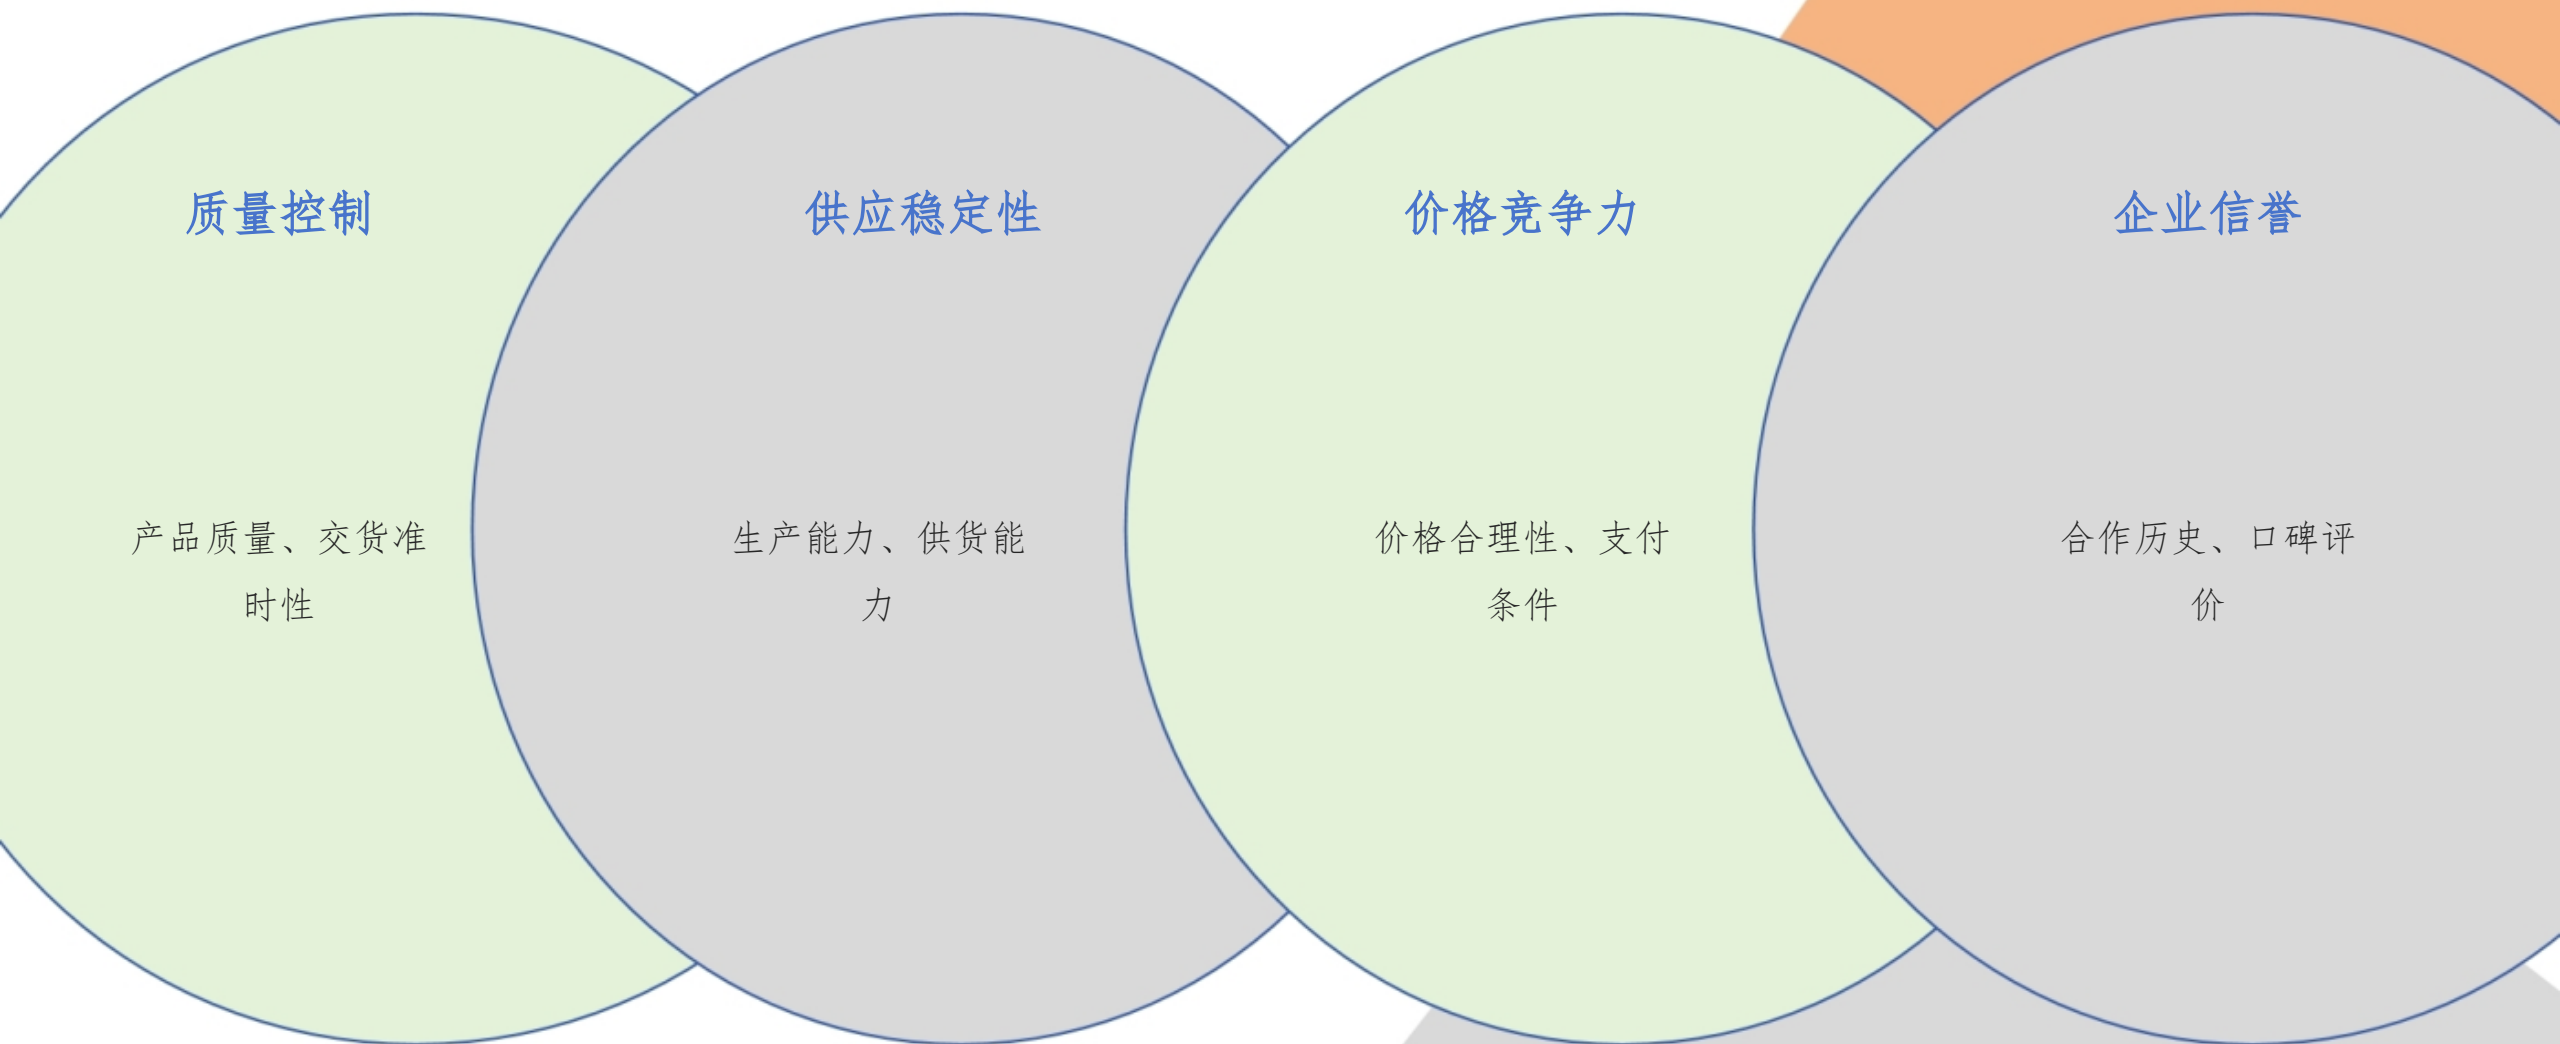 质量控制
产品质量、交货准
时性
供应稳定性
生产能力、供货能
力
价格竞争力
价格合理性、支付
条件
企业信誉
合作历史、口碑评
价